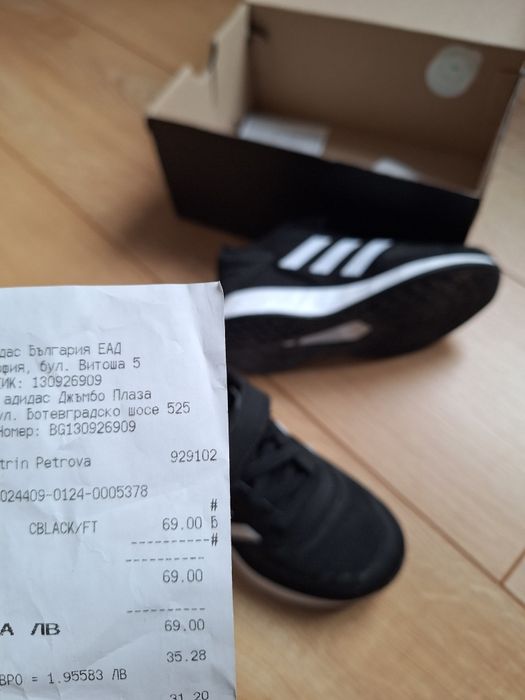 дас България ЕАД
фия, бул. Витоша 5
ИК: 130926909
адидас Джъмбо Плаза
ул. Ботевградско шосе 525
Номер: BG130926909
trin Petrova 929102
024409-0124-0005378
#
CBLACK/FT 69.00 Б
----------#
----------
69.00
----------
А ЛВ 69.00
35.28
ВРО = 1.95583 ЛВ
31.20